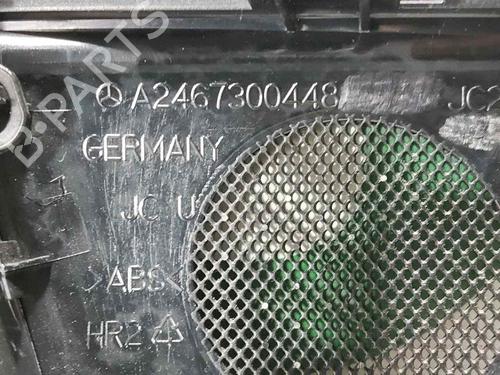 B-PARTS
A2467300448 JC2
GERMANY
JC U
>ABS<
HR2